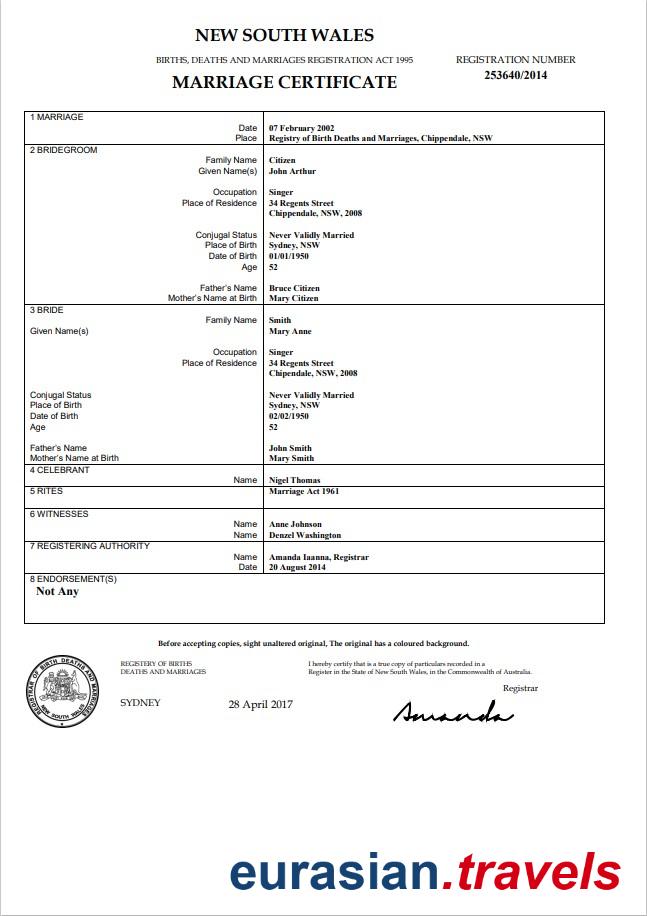 NEW SOUTH WALES
BIRTHS, DEATHS AND MARRIAGES REGISTRATION ACT 1995
REGISTRATION NUMBER
253640/2014
MARRIAGE CERTIFICATE
1 MARRIAGE
Date 07 February 2002
Place Registry of Birth Deaths and Marriages, Chippendale, NSW
2 BRIDEGROOM
Family Name Citizen
Given Name(s) John Arthur
Occupation Singer
Place of Residence 34 Regents Street
Chippendale, NSW, 2008
Conjugal Status Never Validly Married
Place of Birth Sydney, NSW
Date of Birth 01/01/1950
Age 52
Father's Name Bruce Citizen
Mother's Name at Birth Mary Citizen
3 BRIDE
Family Name Smith
Given Name(s) Mary Anne
Occupation Singer
Place of Residence 34 Regents Street
Chipendale, NSW, 2008
Conjugal Status Never Validly Married
Place of Birth Sydney, NSW
Date of Birth 02/02/1950
Age 52
Father's Name John Smith
Mother's Name at Birth Mary Smith
4 CELEBRANT
Name Nigel Thomas
5 RITES Marriage Act 1961
6 WITNESSES
Name Anne Johnson
Name Denzel Washington
7 REGISTERING AUTHORITY
Name Amanda Iaanna, Registrar
Date 20 August 2014
8 ENDORSEMENT(S)
Not Any
Before accepting copies, sight unaltered original, The original has a coloured background.
REGISTRAR OF BIRTH DEATHS AND MARRIAGES
NEW SOUTH WALES
REGISTERY OF BIRTHS
DEATHS AND MARRIAGES
I hereby certify that is a true copy of particulars recorded in a
Register in the State of New South Wales, in the Commonwealth of Australia.
Registrar
SYDNEY 28 April 2017
Amanda
eurasian.travels